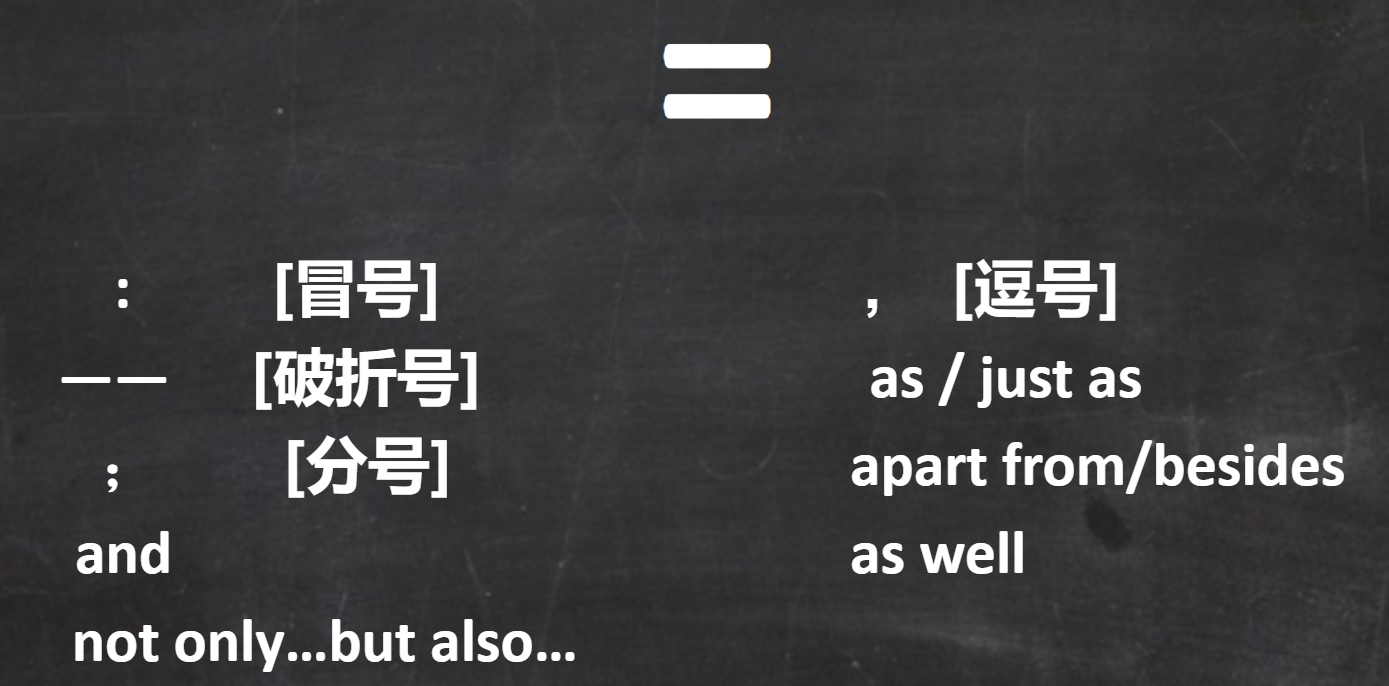 =
: [冒号]
—— [破折号]
; [分号]
and
not only…but also…
, [逗号]
as / just as
apart from/besides
as well